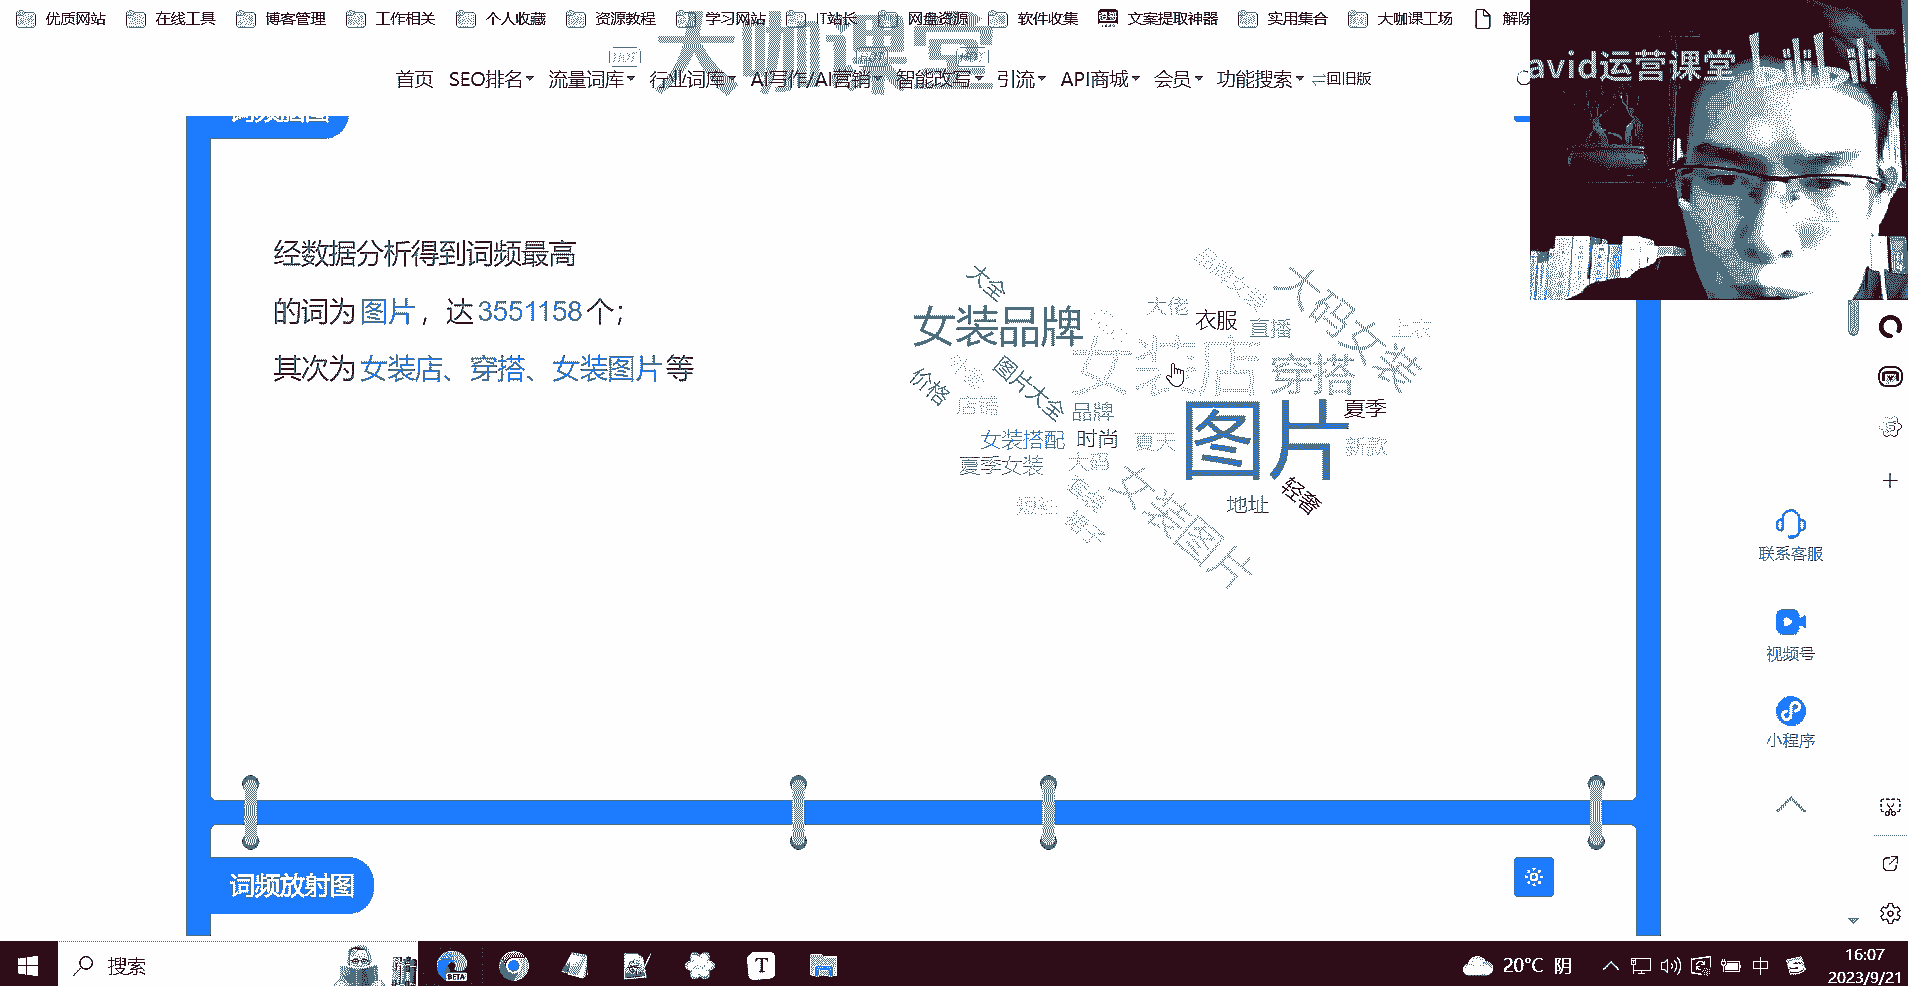 优质网站 在线工具 博客管理 工作相关 个人收藏 资源教程 学习网站 IT站长 网盘资源 软件收集 文案提取神器 实用集合 大咖课工场 解除
大咖课堂
avid运营课堂
首页 SEO排名 流量词库 行业词库 AI写作/AI营销 智能改写 引流 API商城 会员 功能搜索 回旧版
词频脑图
经数据分析得到词频最高
的词为 图片 ，达 3551158 个；
其次为 女装店、穿搭、女装图片 等
大全
女装品牌
大佬
衣服
直播
大码女装
上衣
女装店
穿搭
价格
店铺
图片大全
品牌
图片
夏季
女装搭配
时尚
夏天
新款
夏季女装
大码
女装图片
地址
轻奢
裙子
联系客服
视频号
小程序
词频放射图
搜索
BETA
T
20°C 阴
中
16:07
2023/9/21